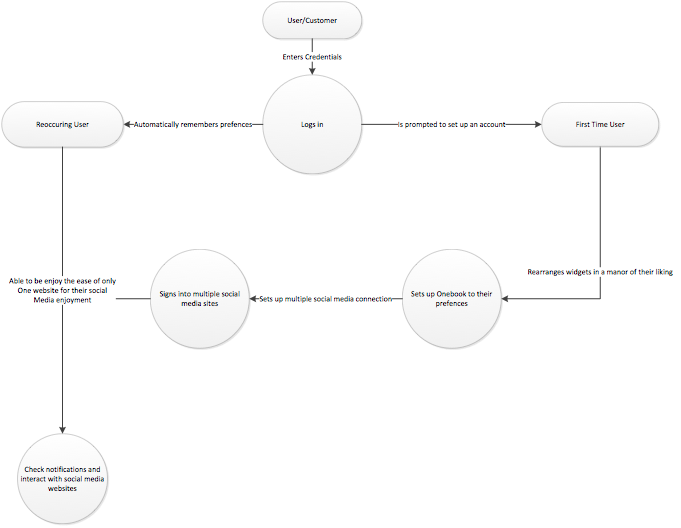 User/Customer
Enters Credentials
Reoccuring User
Automatically remembers prefences
Logs in
Is prompted to set up an account
First Time User
Rearranges widgets in a manor of their liking
Able to be enjoy the ease of only
One website for their social
Media enjoyment
Signs into multiple social
media sites
Sets up multiple social media connection
Sets up Onebook to their
prefences
Check notifications and
interact with social media
websites